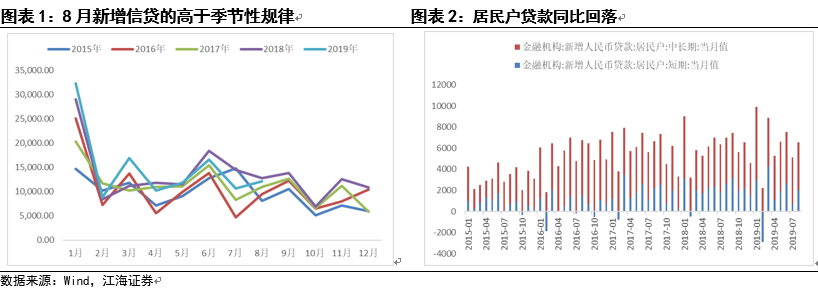 图表 1：8 月新增信贷的高于季节性规律
2015年 2016年 2017年 2018年 2019年
35,000.00
30,000.00
25,000.00
20,000.00
15,000.00
10,000.00
5,000.00
0.00
1月 2月 3月 4月 5月 6月 7月 8月 9月 10月 11月 12月
图表 2：居民户贷款同比回落
金融机构:新增人民币贷款:居民户:中长期:当月值
金融机构:新增人民币贷款:居民户:短期:当月值
12000
10000
8000
6000
4000
2000
0
-2000
-4000
2015-01 2015-04 2015-07 2015-10 2016-01 2016-04 2016-07 2016-10 2017-01 2017-04 2017-07 2017-10 2018-01 2018-04 2018-07 2018-10 2019-01 2019-04 2019-07
数据来源：Wind，江海证券